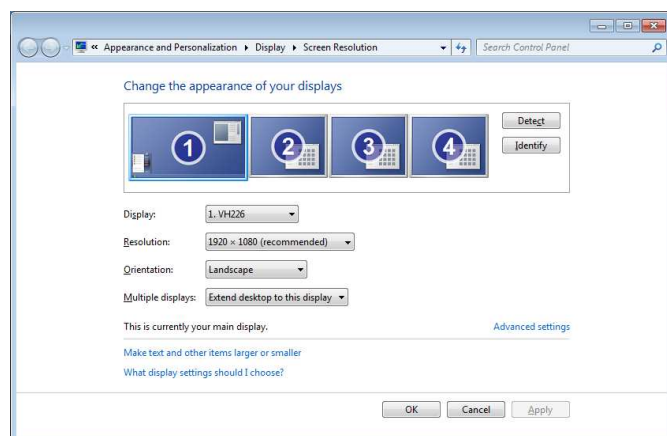 « Appearance and Personalization ▸ Display ▸ Screen Resolution
Search Control Panel
Change the appearance of your displays
1 2 3 4
Detect
Identify
Display: 1. VH226
Resolution: 1920 × 1080 (recommended)
Orientation: Landscape
Multiple displays: Extend desktop to this display
This is currently your main display. Advanced settings
Make text and other items larger or smaller
What display settings should I choose?
OK Cancel Apply